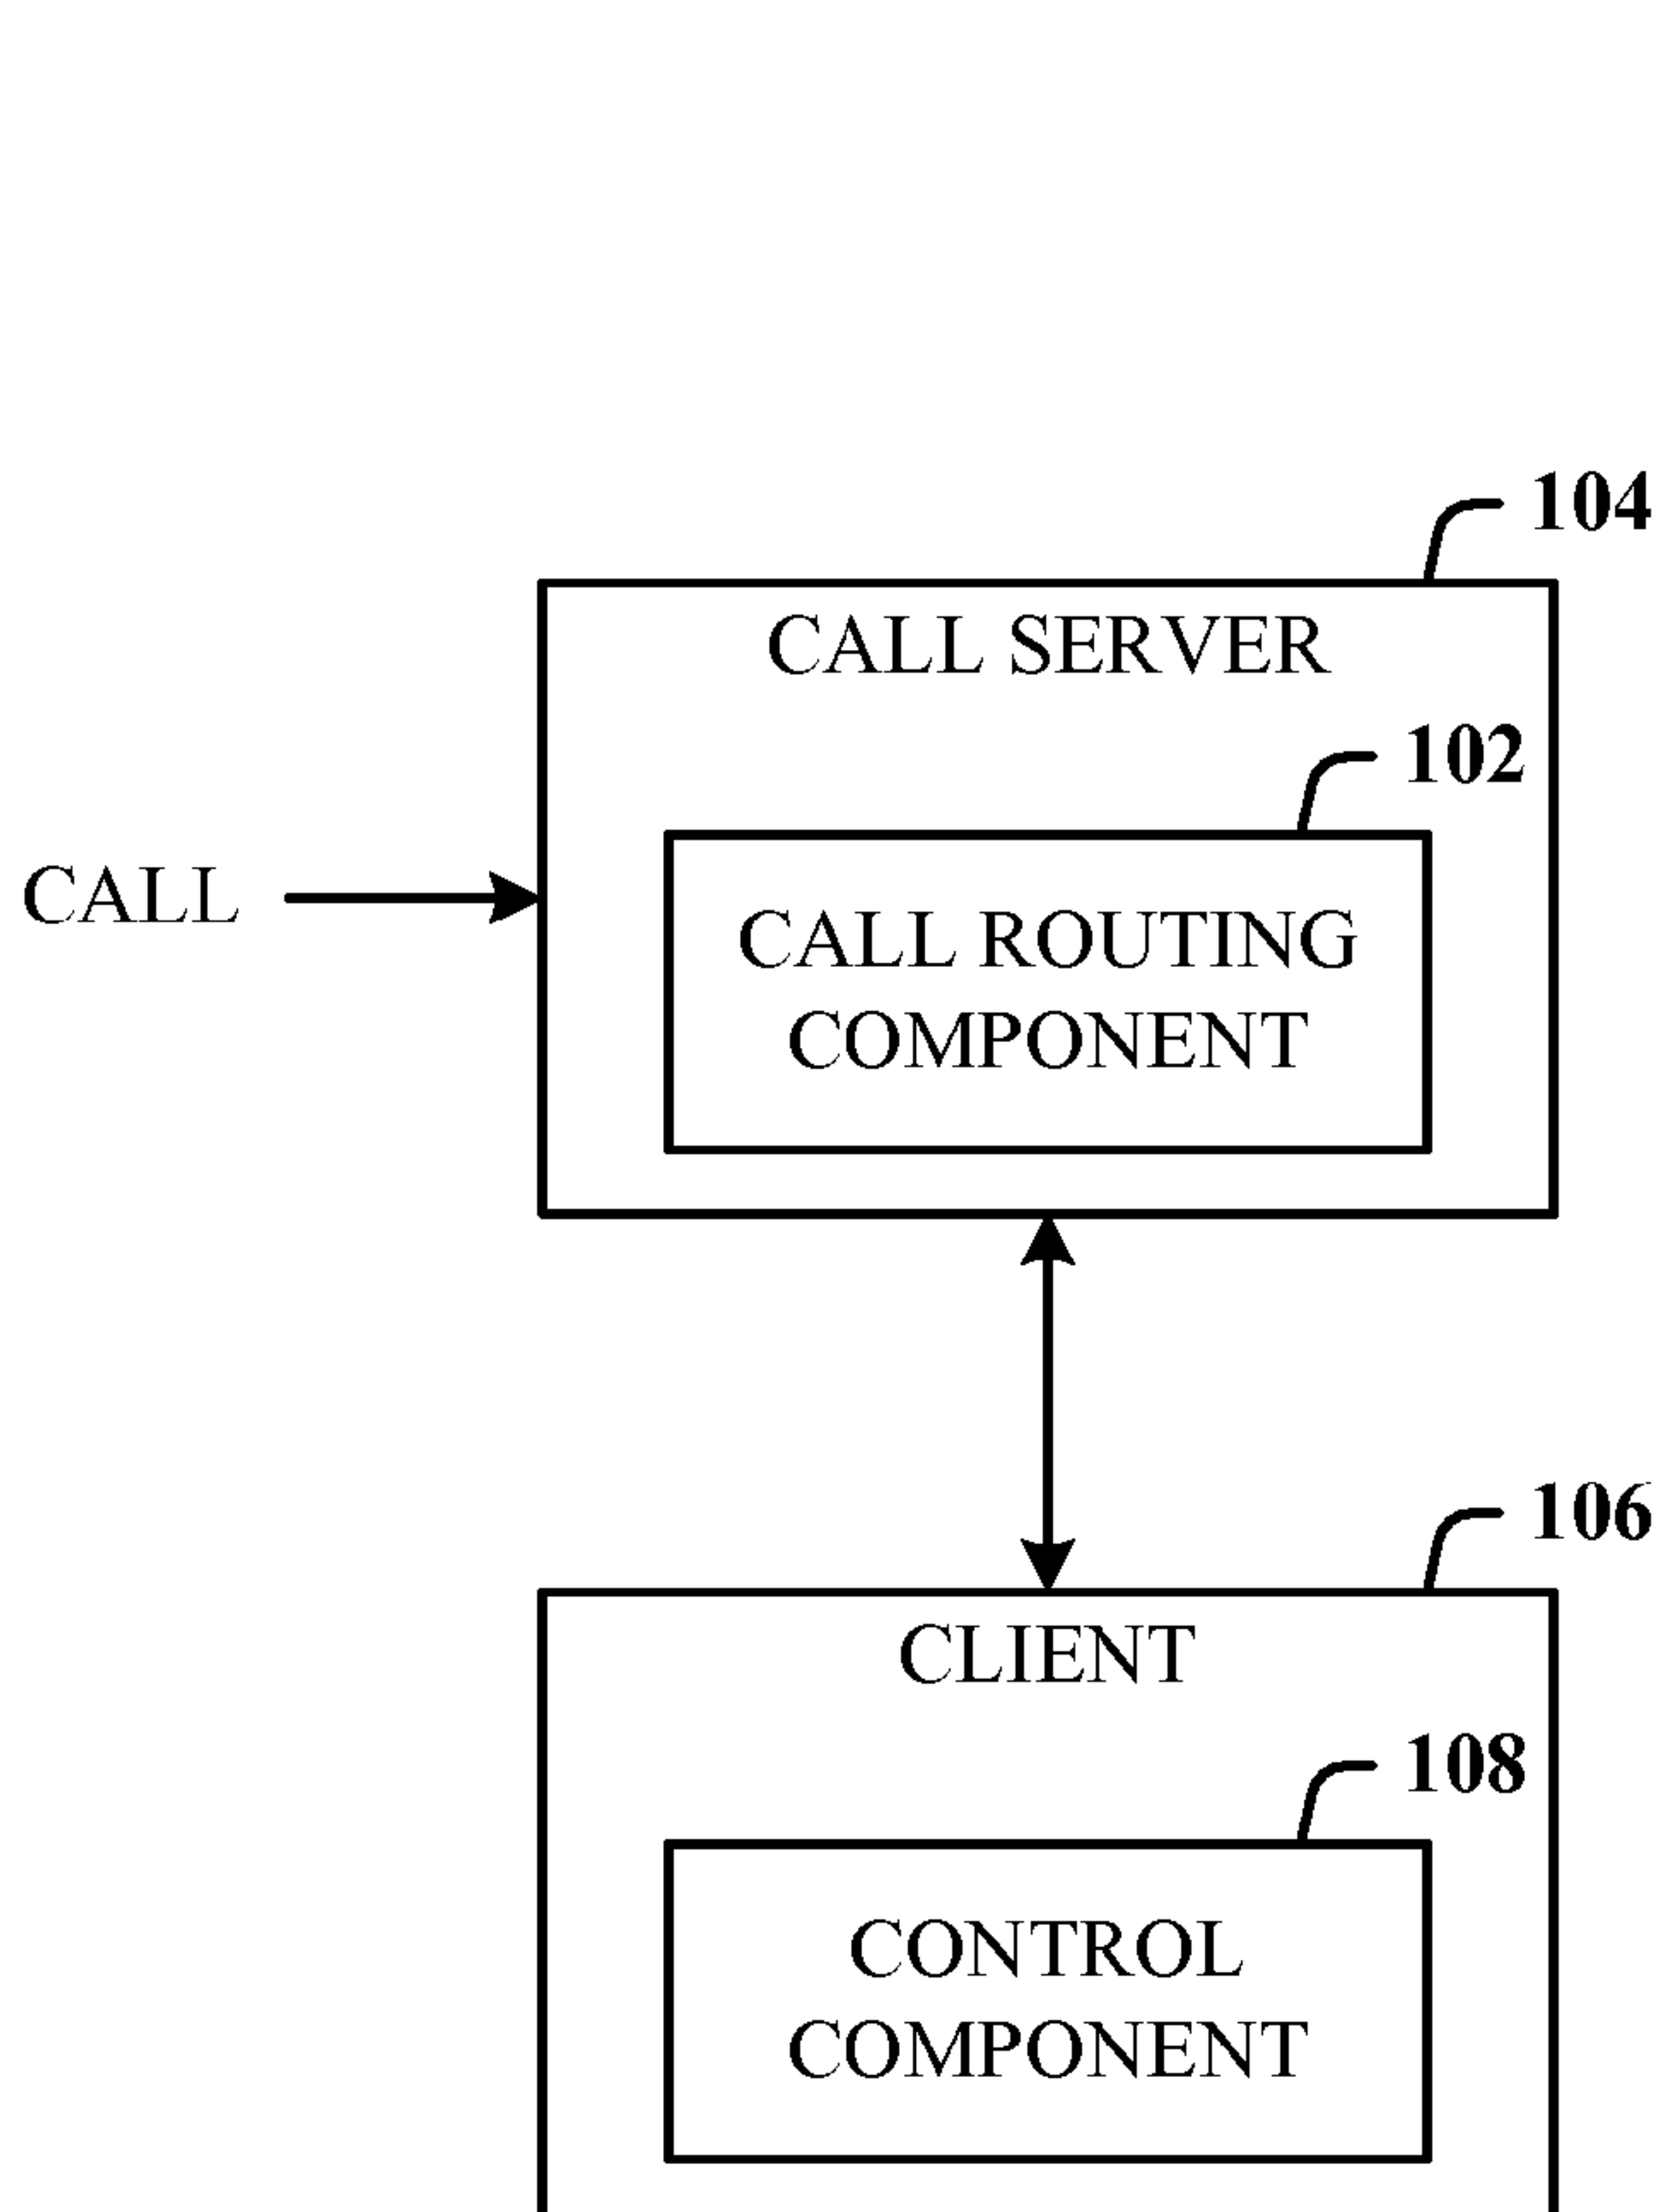 104
CALL SERVER
102
CALL
CALL ROUTING
COMPONENT
106
CLIENT
108
CONTROL
COMPONENT